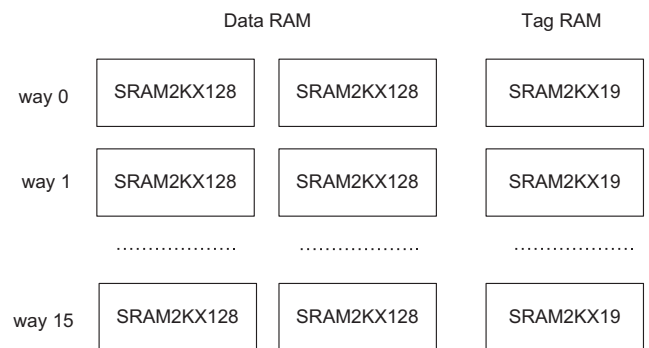 Data RAM Tag RAM
way 0 SRAM2KX128 SRAM2KX128 SRAM2KX19
way 1 SRAM2KX128 SRAM2KX128 SRAM2KX19
.................... .................... ....................
way 15 SRAM2KX128 SRAM2KX128 SRAM2KX19